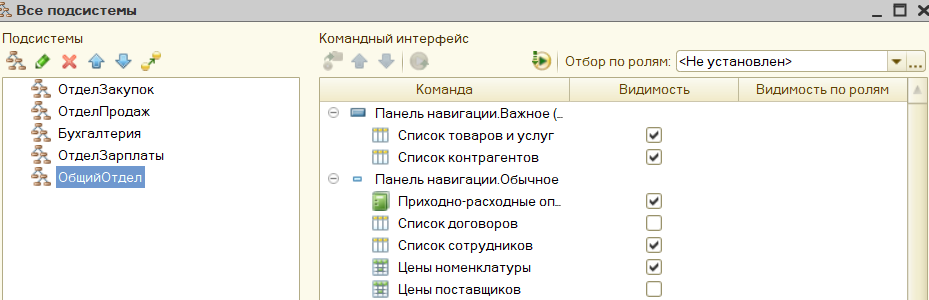 Все подсистемы
Подсистемы
ОтделЗакупок
ОтделПродаж
Бухгалтерия
ОтделЗарплаты
ОбщийОтдел
Командный интерфейс
Отбор по ролям: <Не установлен>
Команда Видимость Видимость по ролям
Панель навигации.Важное (...
Список товаров и услуг
Список контрагентов
Панель навигации.Обычное
Приходно-расходные оп...
Список договоров
Список сотрудников
Цены номенклатуры
Цены поставщиков